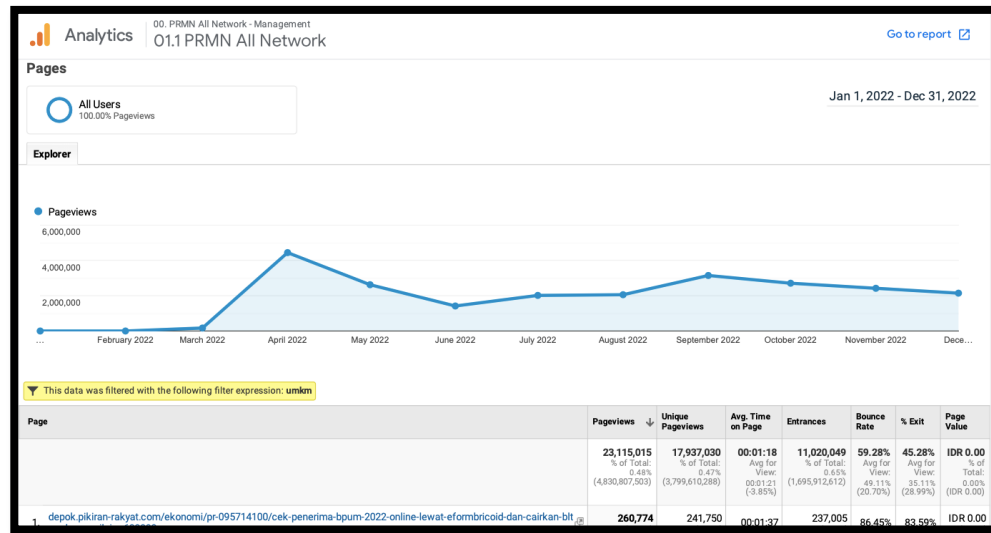 Analytics
00. PRMN All Network - Management
01.1 PRMN All Network
Go to report
Pages
All Users
100.00% Pageviews
Jan 1, 2022 - Dec 31, 2022
Explorer
Pageviews
6,000,000
4,000,000
2,000,000
... February 2022 March 2022 April 2022 May 2022 June 2022 July 2022 August 2022 September 2022 October 2022 November 2022 Dece...
This data was filtered with the following filter expression: umkm
Page Pageviews Unique Pageviews Avg. Time on Page Entrances Bounce Rate % Exit Page Value
23,115,015 17,937,030 00:01:18 11,020,049 59.28% 45.28% IDR 0.00
% of Total: 0.48% (4,830,807,503) % of Total: 0.47% (3,799,610,288) Avg for View: 00:01:21 (-3.85%) % of Total: 0.65% (1,695,912,612) Avg for View: 49.11% (20.70%) Avg for View: 35.11% (28.99%) % of Total: 0.00% (IDR 0.00)
1. depok.pikiran-rakyat.com/ekonomi/pr-095714100/cek-penerima-bpum-2022-online-lewat-eformbricoid-dan-cairkan-blt 260,774 241,750 00:01:37 237,005 86.45% 83.59% IDR 0.00